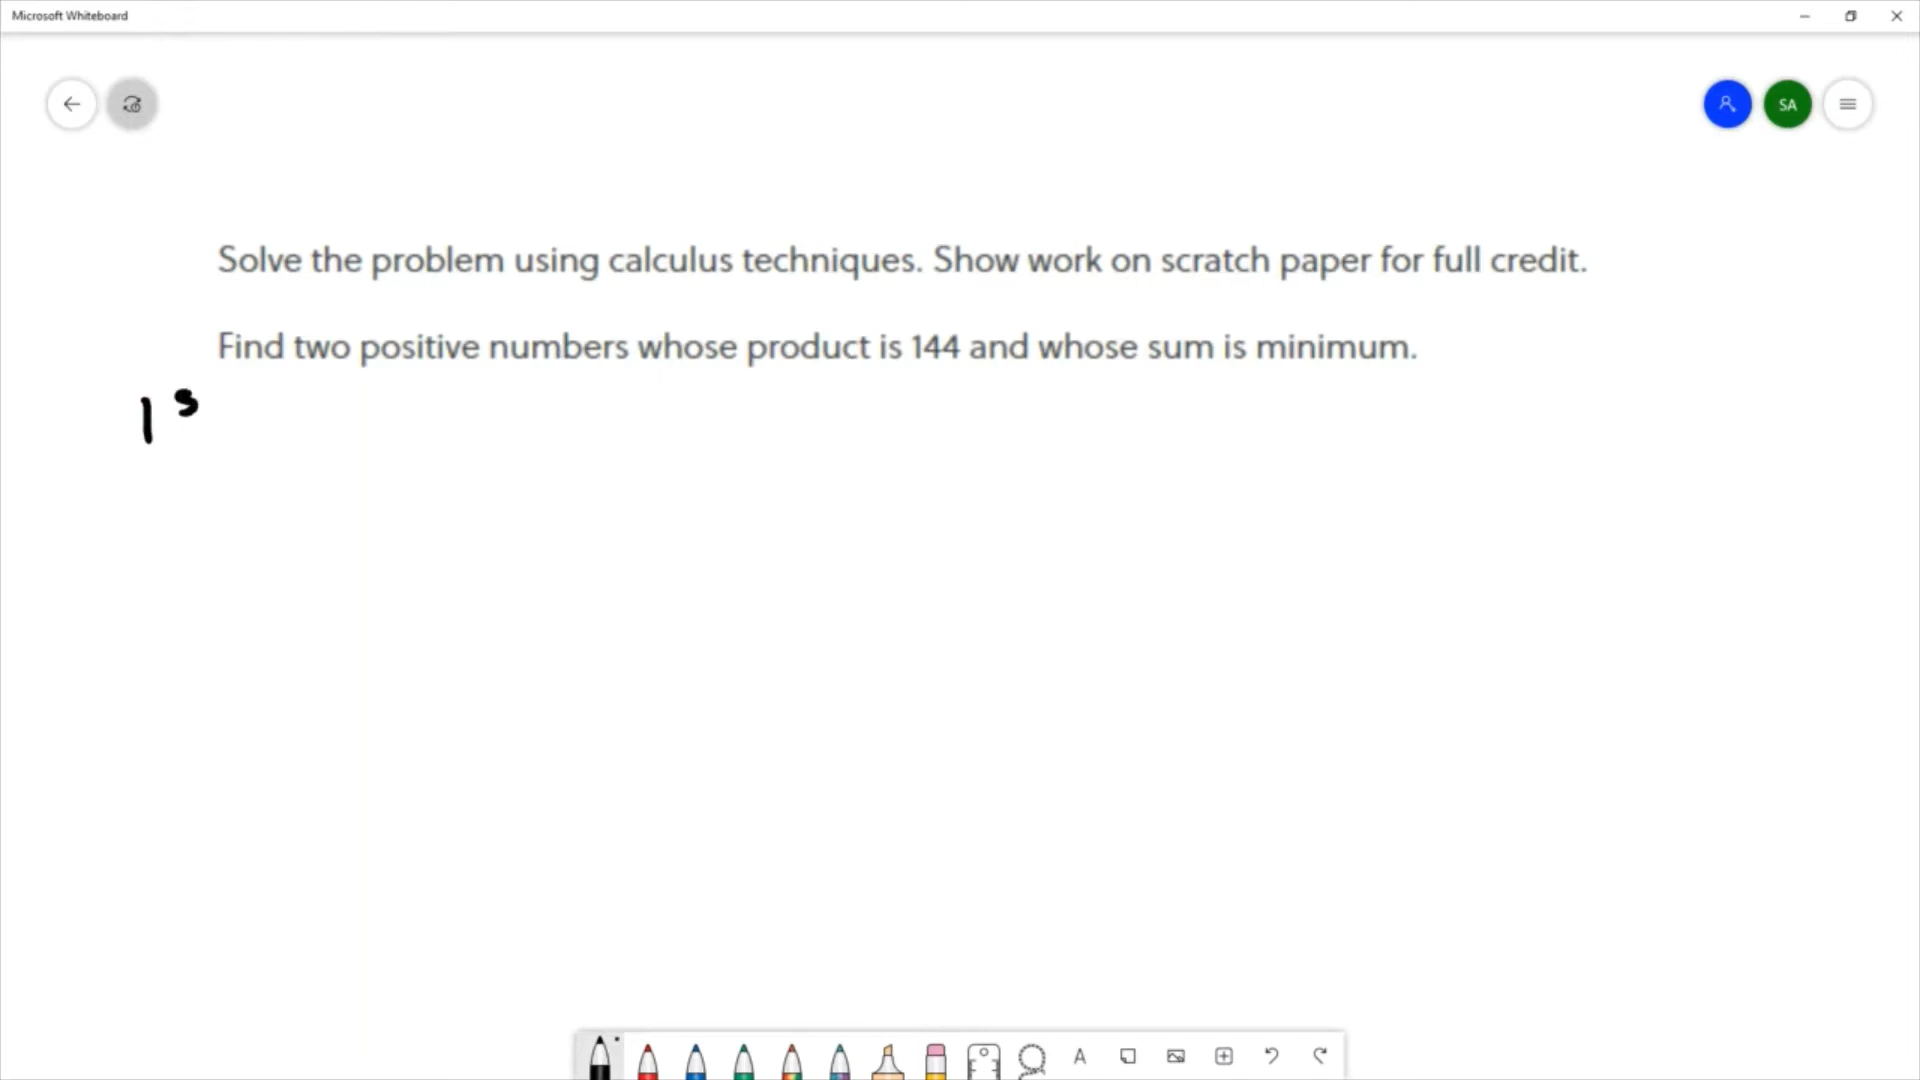 Microsoft Whiteboard
SA
Solve the problem using calculus techniques. Show work on scratch paper for full credit.
Find two positive numbers whose product is 144 and whose sum is minimum.
1 s
A